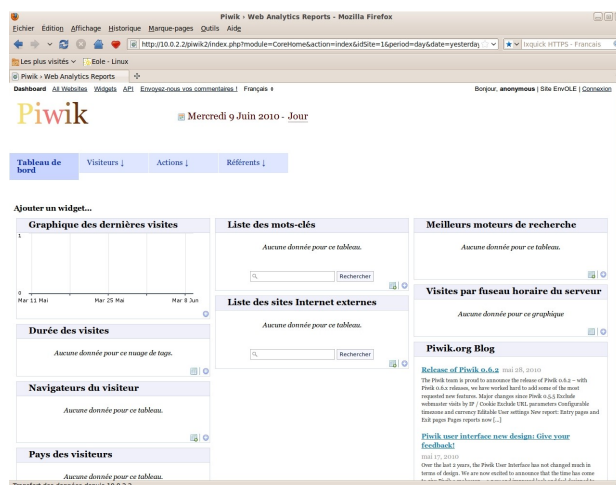 Piwik › Web Analytics Reports - Mozilla Firefox
Fichier Édition Affichage Historique Marque-pages Outils Aide
http://10.0.2.2/piwik2/index.php?module=CoreHome&action=index&idSite=1&period=day&date=yesterday
Ixquick HTTPS - Francais
Les plus visités Eole - Linux
Piwik › Web Analytics Reports
Dashboard All Websites Widgets API Envoyez-nous vos commentaires ! Français
Bonjour, anonymous | Site EnvOLE | Connexion
Piwik
Mercredi 9 Juin 2010 - Jour
Tableau de bord
Visiteurs ↓
Actions ↓
Référents ↓
Ajouter un widget...
Graphique des dernières visites
1
0
Mar 11 Mai Mar 25 Mai Mar 8 Jun
Durée des visites
Aucune donnée pour ce nuage de tags.
Navigateurs du visiteur
Aucune donnée pour ce tableau.
Pays des visiteurs
Aucune donnée pour ce tableau.
Liste des mots-clés
Aucune donnée pour ce tableau.
Rechercher
Liste des sites Internet externes
Aucune donnée pour ce tableau.
Rechercher
Meilleurs moteurs de recherche
Aucune donnée pour ce tableau.
Visites par fuseau horaire du serveur
Aucune donnée pour ce graphique
Piwik.org Blog
Release of Piwik 0.6.2 mai 28, 2010
The Piwik team is proud to announce the release of Piwik 0.6.2 – with
Piwik 0.6.x releases, we have worked hard to add some of the most
requested new features. Major changes since Piwik 0.5.5 Exclude
webmaster visits by IP / Cookie Exclude URL parameters Configurable
timezone and currency Editable User settings New report: Entry pages and
Exit pages Pages reports now [...]
Piwik user interface new design: Give your
feedback!
mai 17, 2010
Over the last 2 years, the Piwik User Interface has not changed much in
terms of design. We are now excited to announce that the time has come
Transfert des données depuis 10.0.2.2